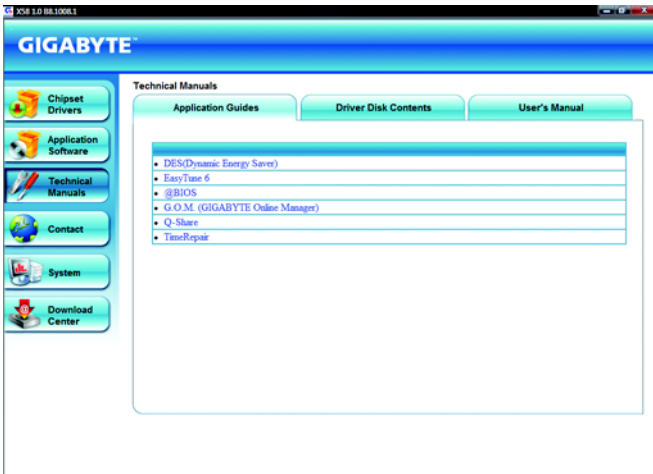 X58 1.0 B8.1008.1
GIGABYTE™
Chipset
Drivers
Application
Software
Technical
Manuals
Contact
System
Download
Center
Technical Manuals
Application Guides
Driver Disk Contents
User's Manual
• DES(Dynamic Energy Saver)
• EasyTune 6
• @BIOS
• G.O.M. (GIGABYTE Online Manager)
• Q-Share
• TimeRepair